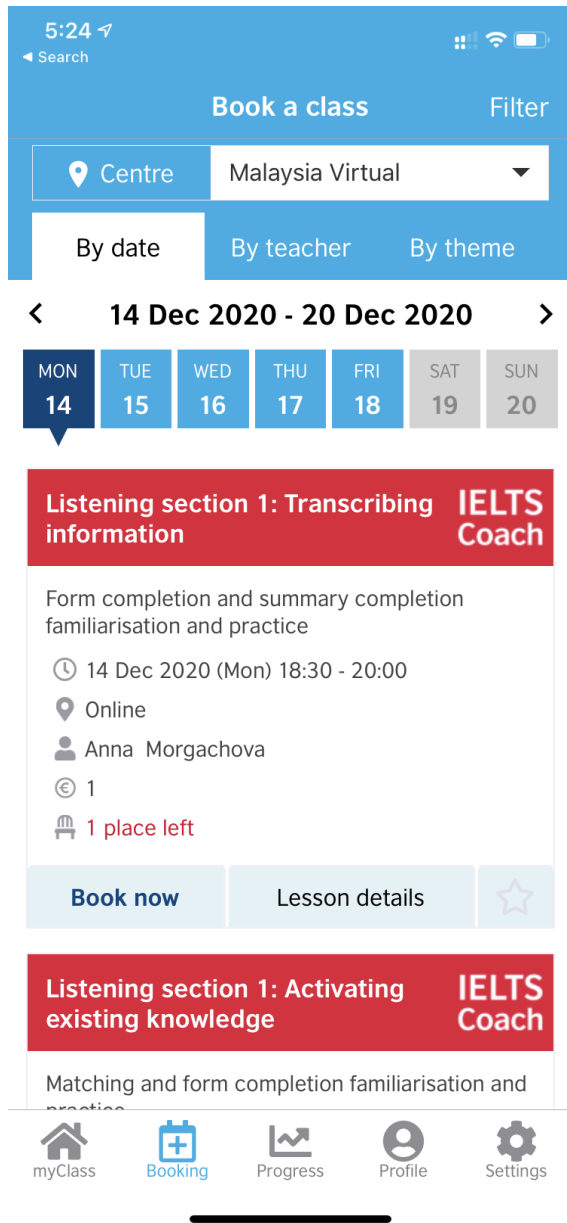 5:24
Search
Book a class
Filter
Centre
Malaysia Virtual
By date
By teacher
By theme
14 Dec 2020 - 20 Dec 2020
MON TUE WED THU FRI SAT SUN
14 15 16 17 18 19 20
Listening section 1: Transcribing
information
IELTS
Coach
Form completion and summary completion
familiarisation and practice
14 Dec 2020 (Mon) 18:30 - 20:00
Online
Anna Morgachova
€ 1
1 place left
Book now
Lesson details
Listening section 1: Activating
existing knowledge
IELTS
Coach
Matching and form completion familiarisation and
practice
myClass
Booking
Progress
Profile
Settings